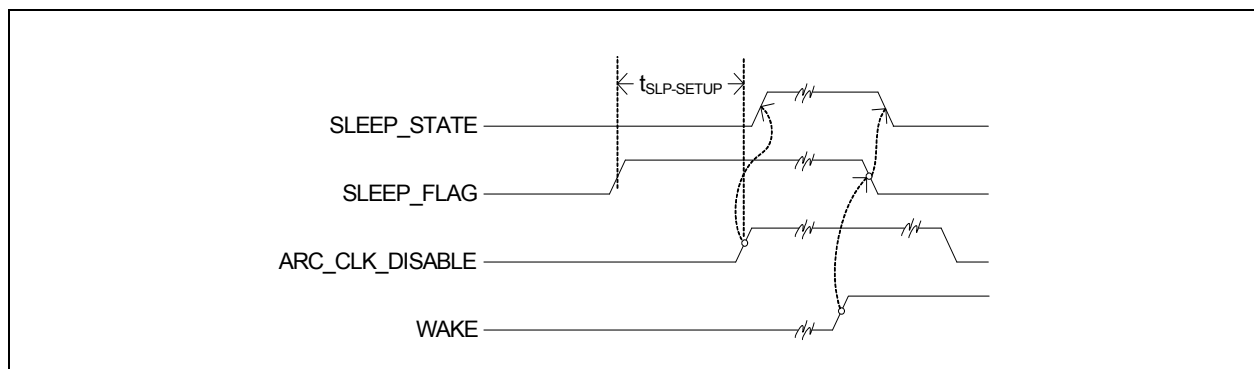 tSLP-SETUP
SLEEP_STATE
SLEEP_FLAG
ARC_CLK_DISABLE
WAKE